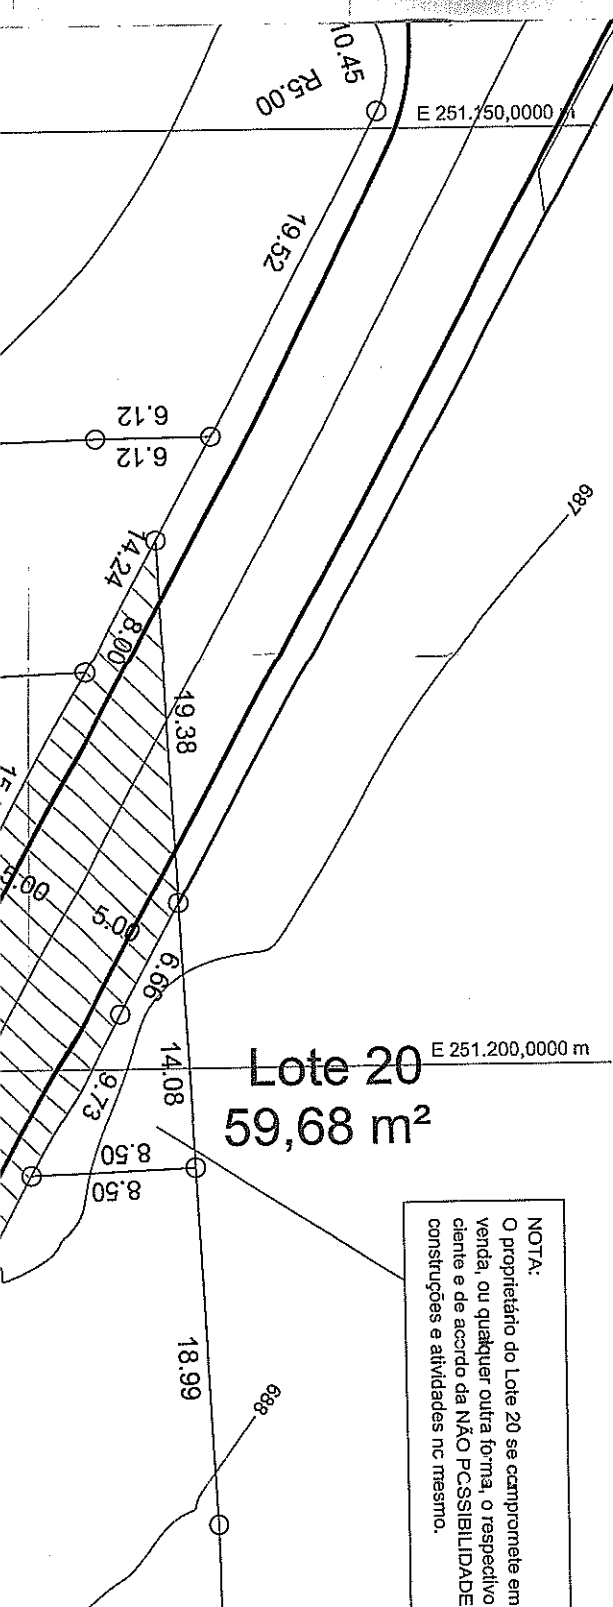 10.45
R5.00
E 251.150,0000 m
19.52
6.12
6.12
687
14.24
8.00
19.38
5.00
5.00
6.66
14.08
9.73
Lote 20
59,68 m²
E 251.200,0000 m
8.50
8.50
NOTA:
O proprietário do Lote 20 se compromete em
venda, ou qualquer outra forma, o respectivo
ciente e de acordo da NÃO POSSIBILIDADE
construções e atividades no mesmo.
18.99
688